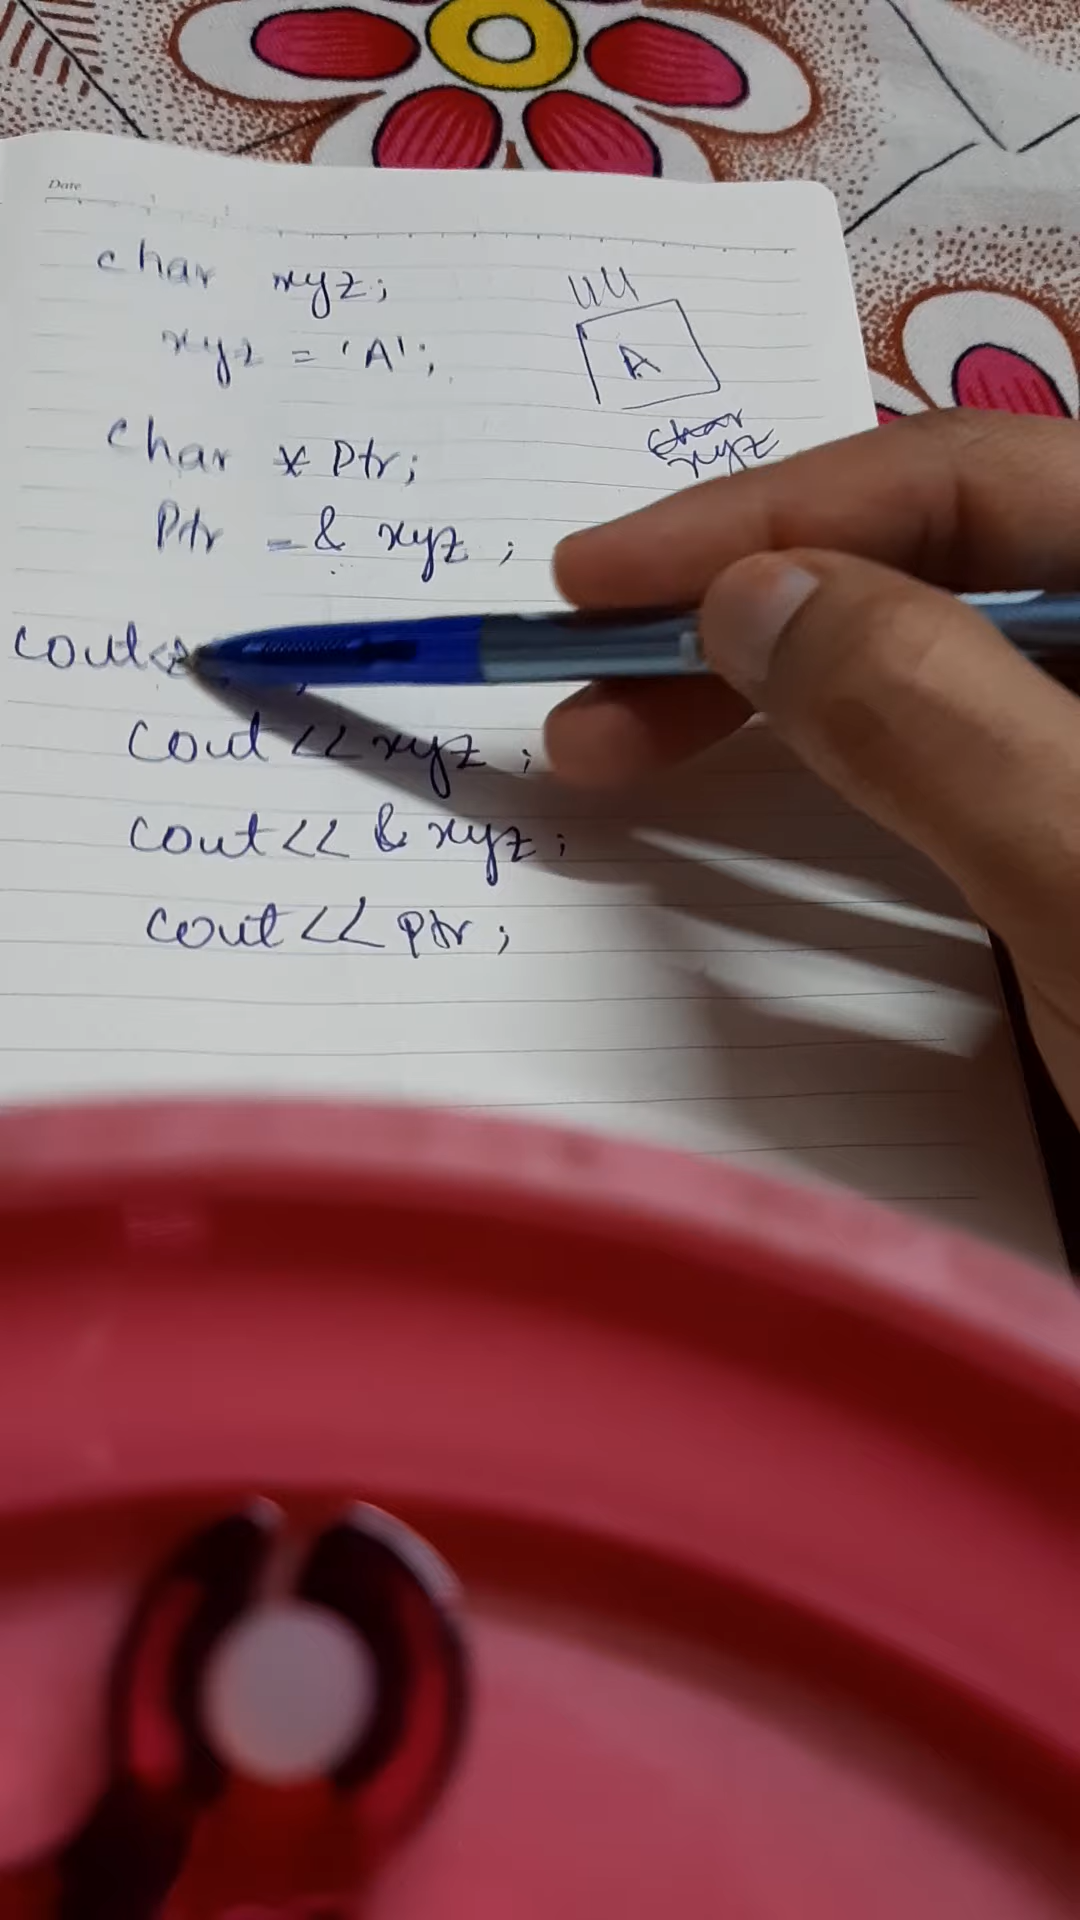 Date
char xyz;
xyz = 'A';
char * Ptr;
Ptr = & xyz ;
cout<<
cout << xyz ;
cout << & xyz ;
cout << ptr ;
A
char
xyz